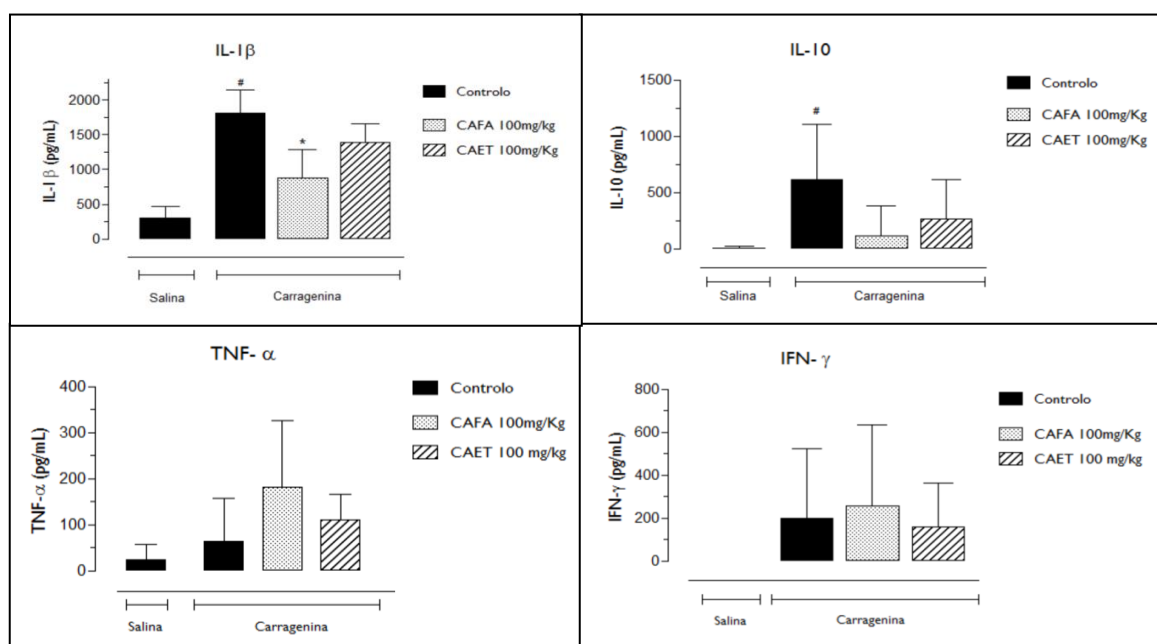 IL-1β
IL-1β (pg/mL)
2000
1500
1000
500
0
#
*
Controlo
CAFA 100mg/kg
CAET 100mg/Kg
Salina
Carragenina
IL-10
IL-10 (pg/mL)
1500
1000
500
0
#
Controlo
CAFA 100mg/Kg
CAET 100mg/Kg
Salina
Carragenina
TNF- α
TNF-α (pg/mL)
400
300
200
100
0
Controlo
CAFA 100mg/Kg
CAET 100 mg/kg
Salina
Carragenina
IFN- γ
IFN-γ (pg/mL)
800
600
400
200
0
Controlo
CAFA 100mg/Kg
CAET 100 mg/kg
Salina
Carragenina